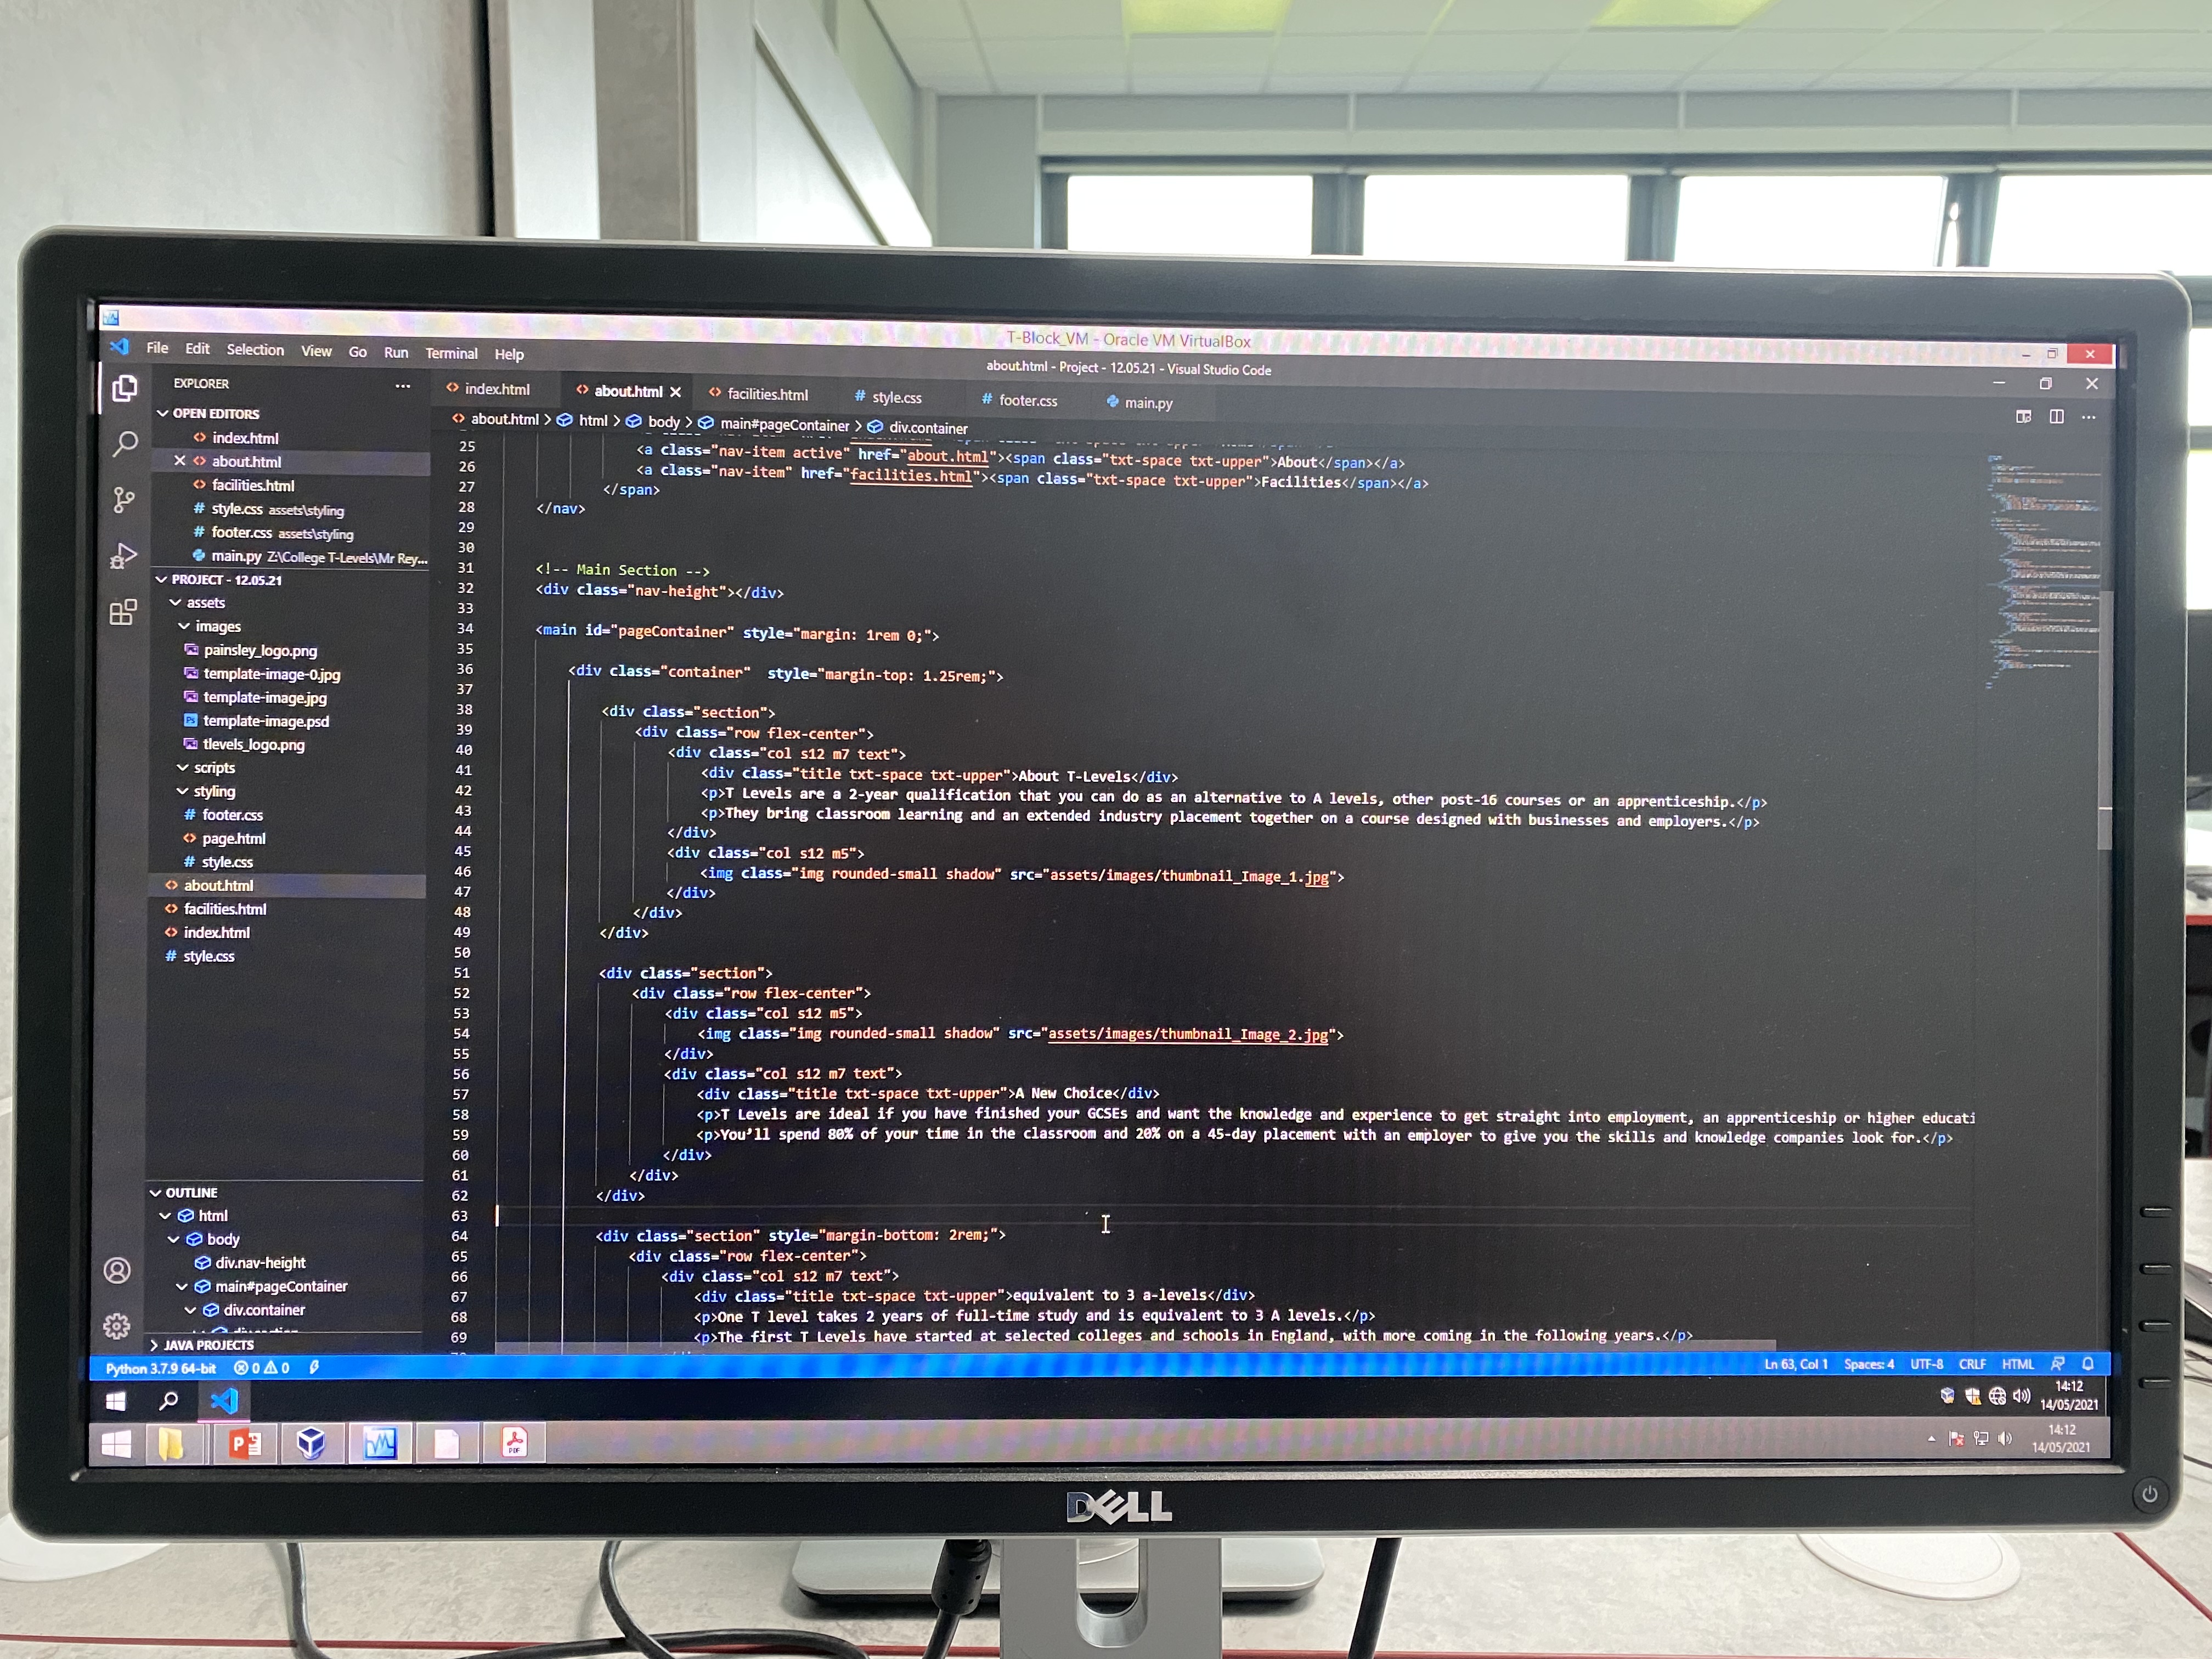 T-Block_VM - Oracle VM VirtualBox
File Edit Selection View Go Run Terminal Help
about.html - Project - 12.05.21 - Visual Studio Code
EXPLORER
index.html about.html facilities.html style.css footer.css main.py
about.html > html > body > main#pageContainer > div.container
OPEN EDITORS
index.html
about.html
facilities.html
style.css assets\styling
footer.css assets\styling
main.py Z:\College T-Levels\Mr Rey...
PROJECT - 12.05.21
assets
images
painsley_logo.png
template-image-0.jpg
template-image.jpg
Ps template-image.psd
tlevels_logo.png
scripts
styling
footer.css
page.html
style.css
about.html
facilities.html
index.html
style.css
OUTLINE
html
body
div.nav-height
main#pageContainer
div.container
JAVA PROJECTS
25 <a class="nav-item active" href="about.html"><span class="txt-space txt-upper">About</span></a>
26 <a class="nav-item" href="facilities.html"><span class="txt-space txt-upper">Facilities</span></a>
27 </span>
28 </nav>
29
30
31 <!-- Main Section -->
32 <div class="nav-height"></div>
33
34 <main id="pageContainer" style="margin: 1rem 0;">
35
36 <div class="container" style="margin-top: 1.25rem;">
37
38 <div class="section">
39 <div class="row flex-center">
40 <div class="col s12 m7 text">
41 <div class="title txt-space txt-upper">About T-Levels</div>
42 <p>T Levels are a 2-year qualification that you can do as an alternative to A levels, other post-16 courses or an apprenticeship.</p>
43 <p>They bring classroom learning and an extended industry placement together on a course designed with businesses and employers.</p>
44 </div>
45 <div class="col s12 m5">
46 <img class="img rounded-small shadow" src="assets/images/thumbnail_Image_1.jpg">
47 </div>
48 </div>
49 </div>
50
51 <div class="section">
52 <div class="row flex-center">
53 <div class="col s12 m5">
54 <img class="img rounded-small shadow" src="assets/images/thumbnail_Image_2.jpg">
55 </div>
56 <div class="col s12 m7 text">
57 <div class="title txt-space txt-upper">A New Choice</div>
58 <p>T Levels are ideal if you have finished your GCSEs and want the knowledge and experience to get straight into employment, an apprenticeship or higher educati
59 <p>You’ll spend 80% of your time in the classroom and 20% on a 45-day placement with an employer to give you the skills and knowledge companies look for.</p>
60 </div>
61 </div>
62 </div>
63
64 <div class="section" style="margin-bottom: 2rem;">
65 <div class="row flex-center">
66 <div class="col s12 m7 text">
67 <div class="title txt-space txt-upper">equivalent to 3 a-levels</div>
68 <p>One T level takes 2 years of full-time study and is equivalent to 3 A levels.</p>
69 <p>The first T Levels have started at selected colleges and schools in England, with more coming in the following years.</p>
Python 3.7.9 64-bit 0 0 Ln 63, Col 1 Spaces: 4 UTF-8 CRLF HTML
14:12
14/05/2021
PDF
14:12
14/05/2021
DELL